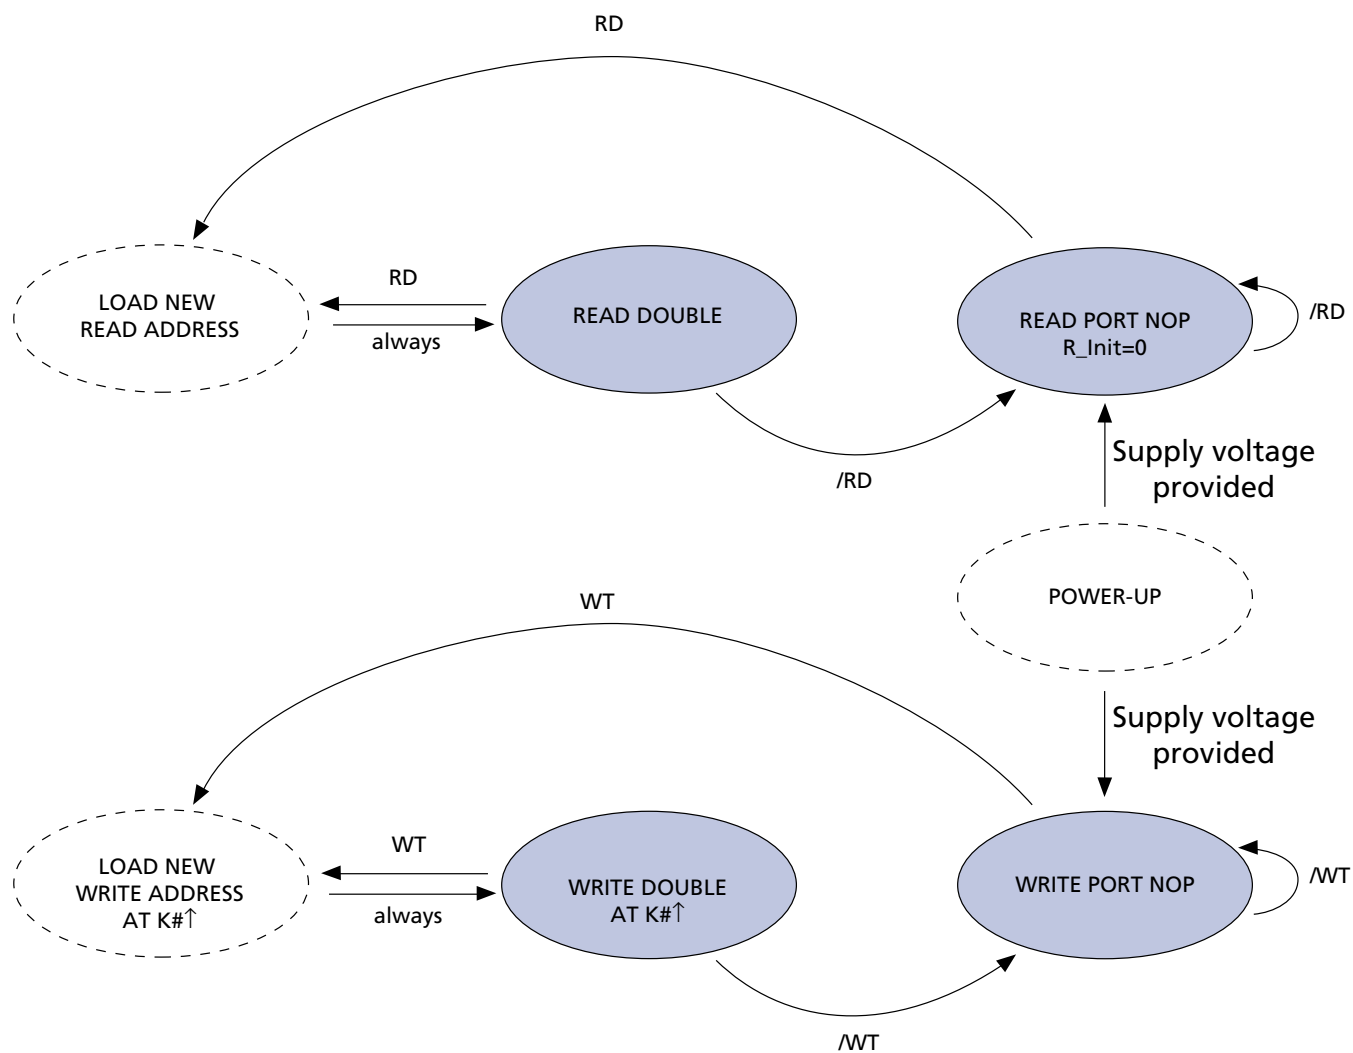 RD
LOAD NEW
READ ADDRESS
RD
always
READ DOUBLE
READ PORT NOP
R_Init=0
/RD
/RD
Supply voltage
provided
POWER-UP
WT
Supply voltage
provided
LOAD NEW
WRITE ADDRESS
AT K#↑
WT
always
WRITE DOUBLE
AT K#↑
WRITE PORT NOP
/WT
/WT